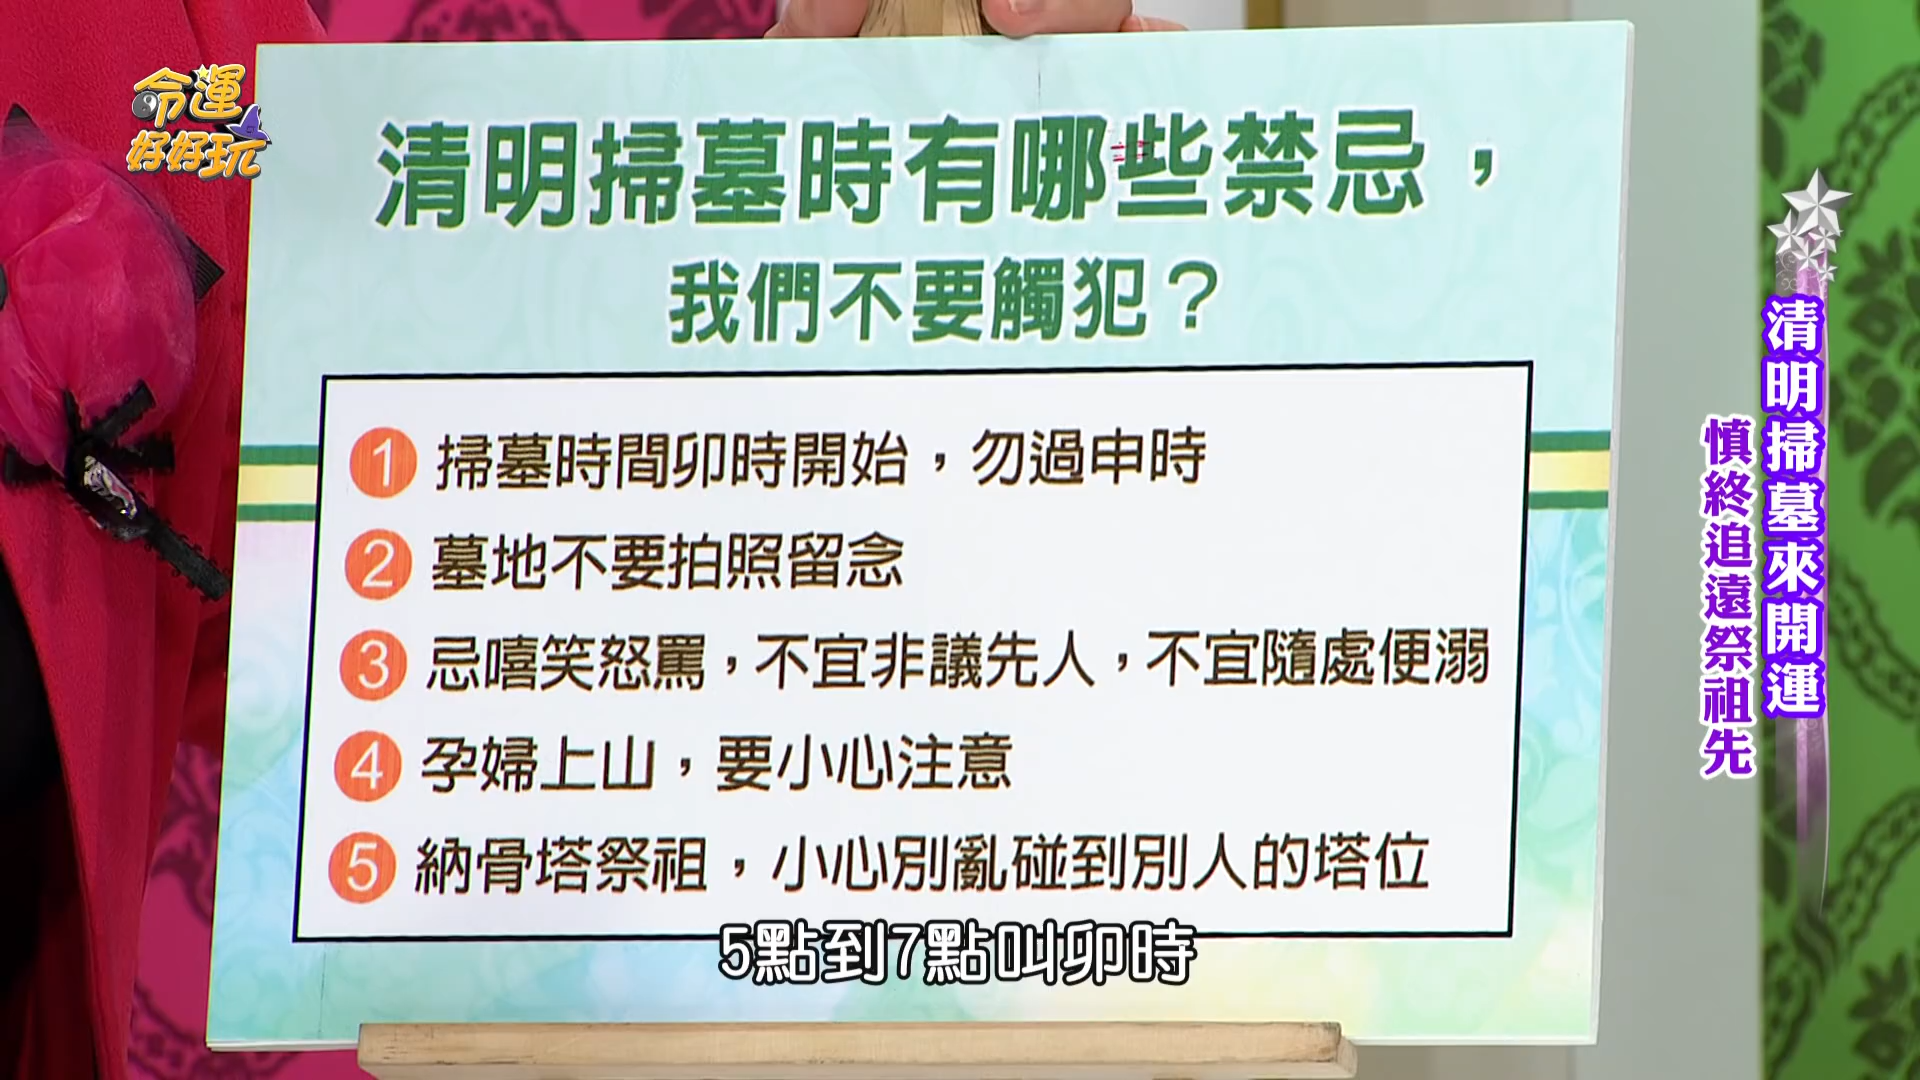 命運
好好玩
清明掃墓時有哪些禁忌，
我們不要觸犯？
1 掃墓時間卯時開始，勿過申時
2 墓地不要拍照留念
3 忌嘻笑怒罵，不宜非議先人，不宜隨處便溺
4 孕婦上山，要小心注意
5 納骨塔祭祖，小心別亂碰到別人的塔位
5點到7點叫卯時
清明掃墓來開運
慎終追遠祭祖先